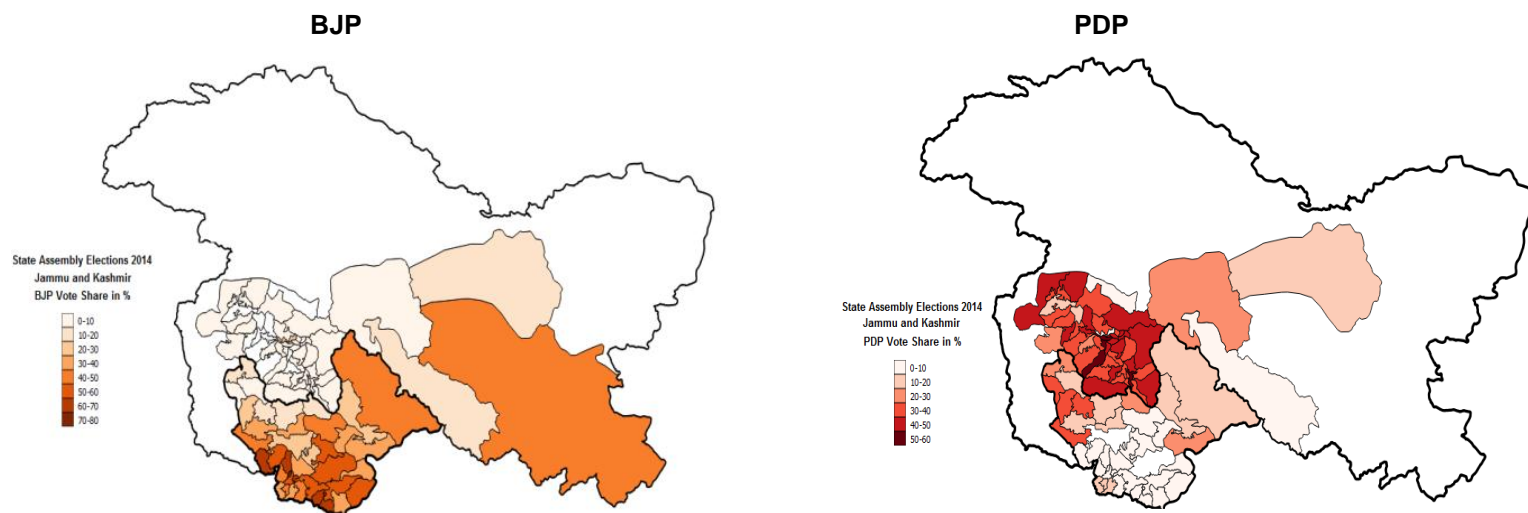 BJP
State Assembly Elections 2014
Jammu and Kashmir
BJP Vote Share in %
0-10
10-20
20-30
30-40
40-50
50-60
60-70
70-80
PDP
State Assembly Elections 2014
Jammu and Kashmir
PDP Vote Share in %
0-10
10-20
20-30
30-40
40-50
50-60